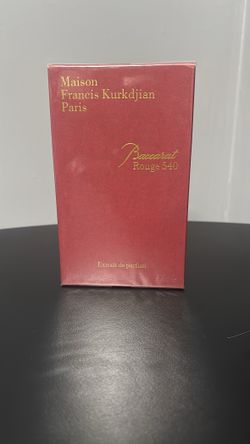 Maison
Francis Kurkdjian
Paris
Baccarat
Rouge 540
Extrait de parfum